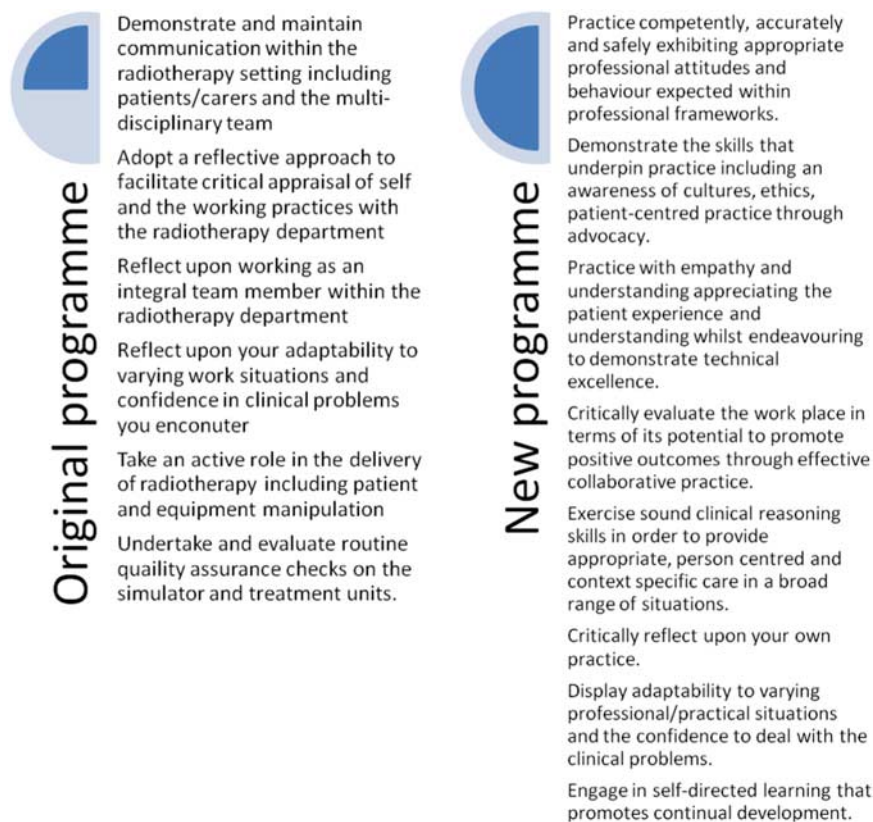 Original programme
Demonstrate and maintain
communication within the
radiotherapy setting including
patients/carers and the multi-
disciplinary team
Adopt a reflective approach to
facilitate critical appraisal of self
and the working practices with
the radiotherapy department
Reflect upon working as an
integral team member within the
radiotherapy department
Reflect upon your adaptability to
varying work situations and
confidence in clinical problems
you enconuter
Take an active role in the delivery
of radiotherapy including patient
and equipment manipulation
Undertake and evaluate routine
quaility assurance checks on the
simulator and treatment units.
New programme
Practice competently, accurately
and safely exhibiting appropriate
professional attitudes and
behaviour expected within
professional frameworks.
Demonstrate the skills that
underpin practice including an
awareness of cultures, ethics,
patient-centred practice through
advocacy.
Practice with empathy and
understanding appreciating the
patient experience and
understanding whilst endeavouring
to demonstrate technical
excellence.
Critically evaluate the work place in
terms of its potential to promote
positive outcomes through effective
collaborative practice.
Exercise sound clinical reasoning
skills in order to provide
appropriate, person centred and
context specific care in a broad
range of situations.
Critically reflect upon your own
practice.
Display adaptability to varying
professional/practical situations
and the confidence to deal with the
clinical problems.
Engage in self-directed learning that
promotes continual development.